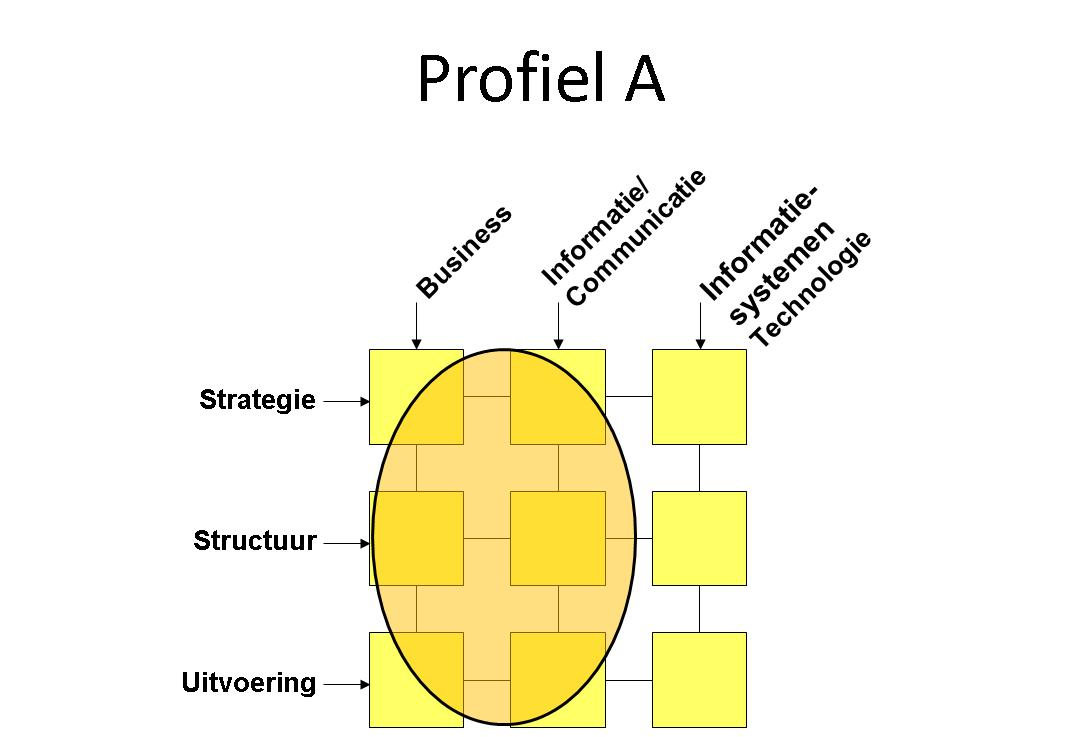 Profiel A
Business
Informatie/
Communicatie
Informatie-
systemen
Technologie
Strategie
Structuur
Uitvoering